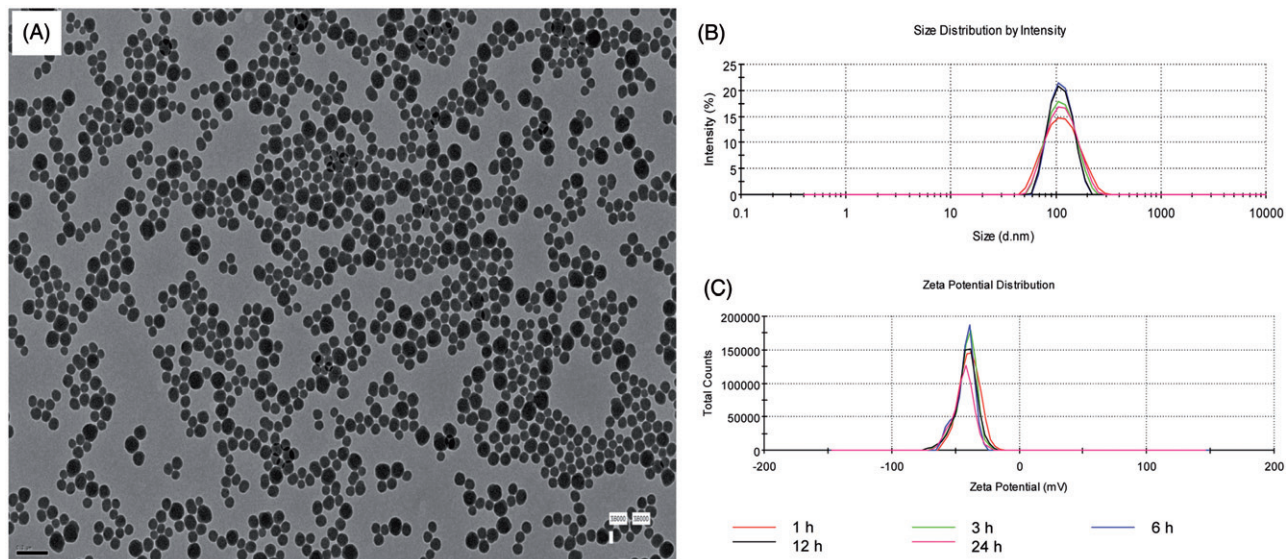 (A)
38000 38000
(B)
Size Distribution by Intensity
Intensity (%)
25
20
15
10
5
0
0.1 1 10 100 1000 10000
Size (d.nm)
(C)
Zeta Potential Distribution
Total Counts
200000
150000
100000
50000
0
-200 -100 0 100 200
Zeta Potential (mV)
1 h 3 h 6 h
12 h 24 h